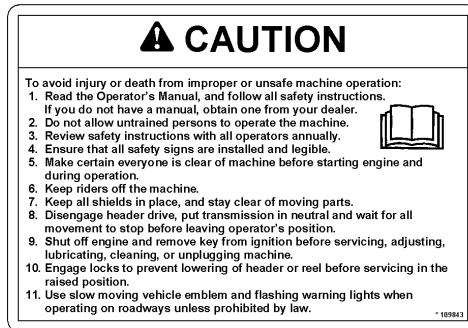 CAUTION
To avoid injury or death from improper or unsafe machine operation:
1. Read the Operator's Manual, and follow all safety instructions.
If you do not have a manual, obtain one from your dealer.
2. Do not allow untrained persons to operate the machine.
3. Review safety instructions with all operators annually.
4. Ensure that all safety signs are installed and legible.
5. Make certain everyone is clear of machine before starting engine and
during operation.
6. Keep riders off the machine.
7. Keep all shields in place, and stay clear of moving parts.
8. Disengage header drive, put transmission in neutral and wait for all
movement to stop before leaving operator's position.
9. Shut off engine and remove key from ignition before servicing, adjusting,
lubricating, cleaning, or unplugging machine.
10. Engage locks to prevent lowering of header or reel before servicing in the
raised position.
11. Use slow moving vehicle emblem and flashing warning lights when
operating on roadways unless prohibited by law.
* 109843